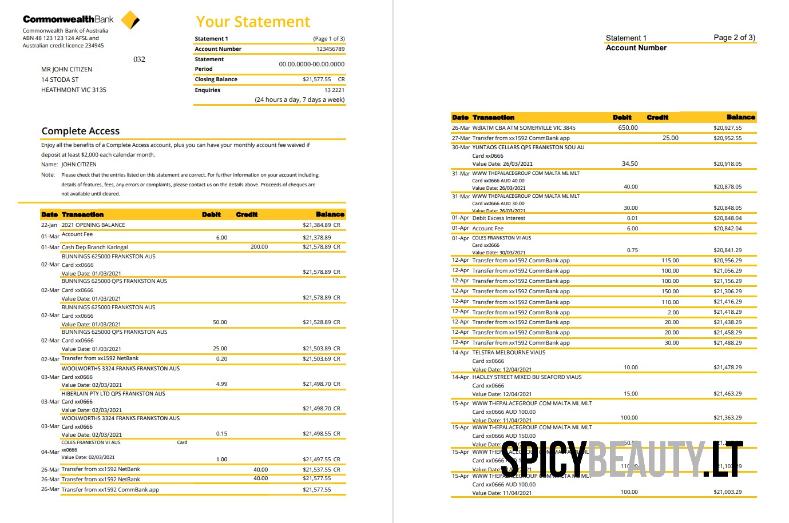 CommonwealthBank
Commonwealth Bank of Australia
ABN 48 123 123 124 AFSL and
Australian credit licence 234945
032
MR JOHN CITIZEN
14 STODA ST
HEATHMONT VIC 3135
Your Statement
Statement 1 (Page 1 of 3)
Account Number 123456789
Statement
Period 00.00.0000-00.00.0000
Closing Balance $21,577.55 CR
Enquiries 13 2221
(24 hours a day, 7 days a week)
Complete Access
Enjoy all the benefits of a Complete Access account, plus you can have your monthly account fee waived if
deposit at least $2,000 each calendar month.
Name: JOHN CITIZEN
Note: Please check that the entries listed on this statement are correct. For further information on your account including,
details of features, fees, any errors or complaints, please contact us on the details above. Proceeds of cheques are
not available until cleared.
Date Transaction Debit Credit Balance
22-Jan 2021 OPENING BALANCE $21,384.89 CR
01-Mar Account Fee 6.00 $21,378.89
01-Mar Cash Dep Branch Karingal 200.00 $21,578.89 CR
BUNNINGS 625000 FRANKSTON AUS
02-Mar Card xx0666
Value Date: 01/03/2021 $21,578.89 CR
BUNNINGS 625000 QPS FRANKSTON AUS
02-Mar Card xx0666
Value Date: 01/03/2021 $21,578.89 CR
BUNNINGS 625000 QPS FRANKSTON AUS
02-Mar Card xx0666
Value Date: 01/03/2021 50.00 $21,528.89 CR
BUNNINGS 625000 QPS FRANKSTON AUS
02-Mar Card xx0666
Value Date: 01/03/2021 25.00 $21,503.89 CR
02-Mar Transfer from xx1592 NetBank 0.20 $21,503.69 CR
WOOLWORTHS 3324 FRANKS FRANKSTON AUS
03-Mar Card xx0666
Value Date: 02/03/2021 4.99 $21,498.70 CR
HIBERLAIN PTY LTD QPS FRANKSTON AUS
03-Mar Card xx0666
Value Date: 02/03/2021 $21,498.70 CR
WOOLWORTHS 3324 FRANKS FRANKSTON AUS
03-Mar Card xx0666
Value Date: 02/03/2021 0.15 $21,498.55 CR
COLES FRANKSTON VI AUS Card
04-Mar xx0666
Value Date: 02/03/2021 1.00 $21,497.55 CR
26-Mar Transfer from xx1592 NetBank 40.00 $21,537.55 CR
26-Mar Transfer from xx1592 NetBank 40.00 $21,577.55 CR
26-Mar Transfer from xx1592 CommBank app $21,577.55
Statement 1 Page 2 of 3)
Account Number
Date Transaction Debit Credit Balance
26-Mar Wd/ATM CBA ATM SOMERVILLE VIC 3845 650.00 $20,927.55
27-Mar Transfer from xx1592 CommBank app 25.00 $20,952.55
30-Mar YUNTAOS CELLARS QPS FRANKSTON SOU AU
Card xx0666
Value Date: 26/03/2021 34.50 $20,918.05
31-Mar WWW THEPALACEGROUP COM MALTA ML MLT
Card xx0666 AUD 40.00
Value Date: 26/03/2021 40.00 $20,878.05
31-Mar WWW THEPALACEGROUP COM MALTA ML MLT
Card xx0666 AUD 30.00
Value Date: 26/03/2021 30.00 $20,848.05
01-Apr Debit Excess Interest 0.01 $20,848.04
01-Apr Account Fee 6.00 $20,842.04
01-Apr COLES FRANKSTON VI AUS
Card xx0666
Value Date: 30/03/2021 0.75 $20,841.29
12-Apr Transfer from xx1592 CommBank app 115.00 $20,956.29
12-Apr Transfer from xx1592 CommBank app 100.00 $21,056.29
12-Apr Transfer from xx1592 CommBank app 100.00 $21,156.29
12-Apr Transfer from xx1592 CommBank app 150.00 $21,306.29
12-Apr Transfer from xx1592 CommBank app 110.00 $21,416.29
12-Apr Transfer from xx1592 CommBank app 2.00 $21,418.29
12-Apr Transfer from xx1592 CommBank app 20.00 $21,438.29
12-Apr Transfer from xx1592 CommBank app 20.00 $21,458.29
12-Apr Transfer from xx1592 CommBank app 30.00 $21,488.29
14-Apr TELSTRA MELBOURNE VIAUS
Card xx0666
Value Date: 12/04/2021 10.00 $21,478.29
14-Apr HADLEY STREET MIXED BU SEAFORD VIAUS
Card xx0666
Value Date: 12/04/2021 15.00 $21,463.29
15-Apr WWW THEPALACEGROUP COM MALTA ML MLT
Card xx0666 AUD 100.00
Value Date: 11/04/2021 100.00 $21,363.29
15-Apr WWW THEPALACEGROUP COM MALTA ML MLT
Card xx0666 AUD 150.00
15-Apr
Card
15-Apr WWW THEPALACEGROUP COM MALTA ML MLT
Card xx0666 AUD 100.00
Value Date: 11/04/2021 100.00 $21,003.29
SPICYBEAUTY.LT